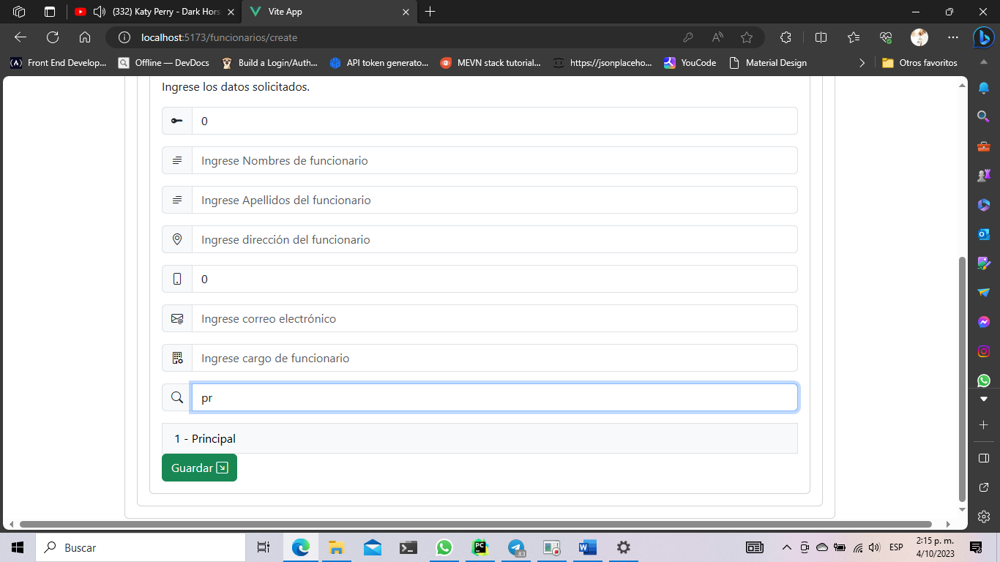 (332) Katy Perry - Dark Hors
Vite App
localhost:5173/funcionarios/create
Front End Develop...
Offline — DevDocs
Build a Login/Auth...
API token generato...
MEVN stack tutorial...
https://jsonplaceho...
YouCode
Material Design
Otros favoritos
Ingrese los datos solicitados.
0
Ingrese Nombres de funcionario
Ingrese Apellidos del funcionario
Ingrese dirección del funcionario
0
Ingrese correo electrónico
Ingrese cargo de funcionario
pr
1 - Principal
Guardar
Buscar
.83
ESP
2:15 p. m.
4/10/2023